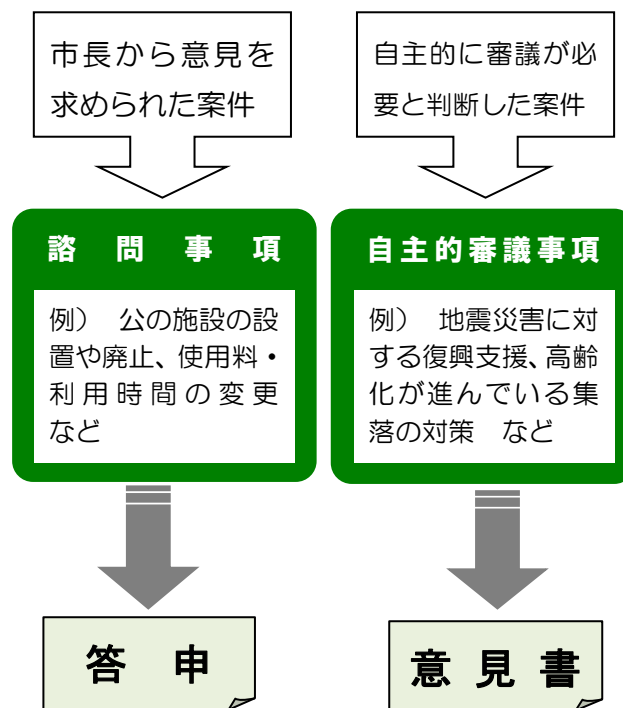 市長から意見を
求められた案件
諮問事項
例）　公の施設の設
置や廃止、使用料・
利用時間の変更
など
答申
自主的に審議が必
要と判断した案件
自主的審議事項
例）　地震災害に対
する復興支援、高齢
化が進んでいる集
落の対策　など
意見書